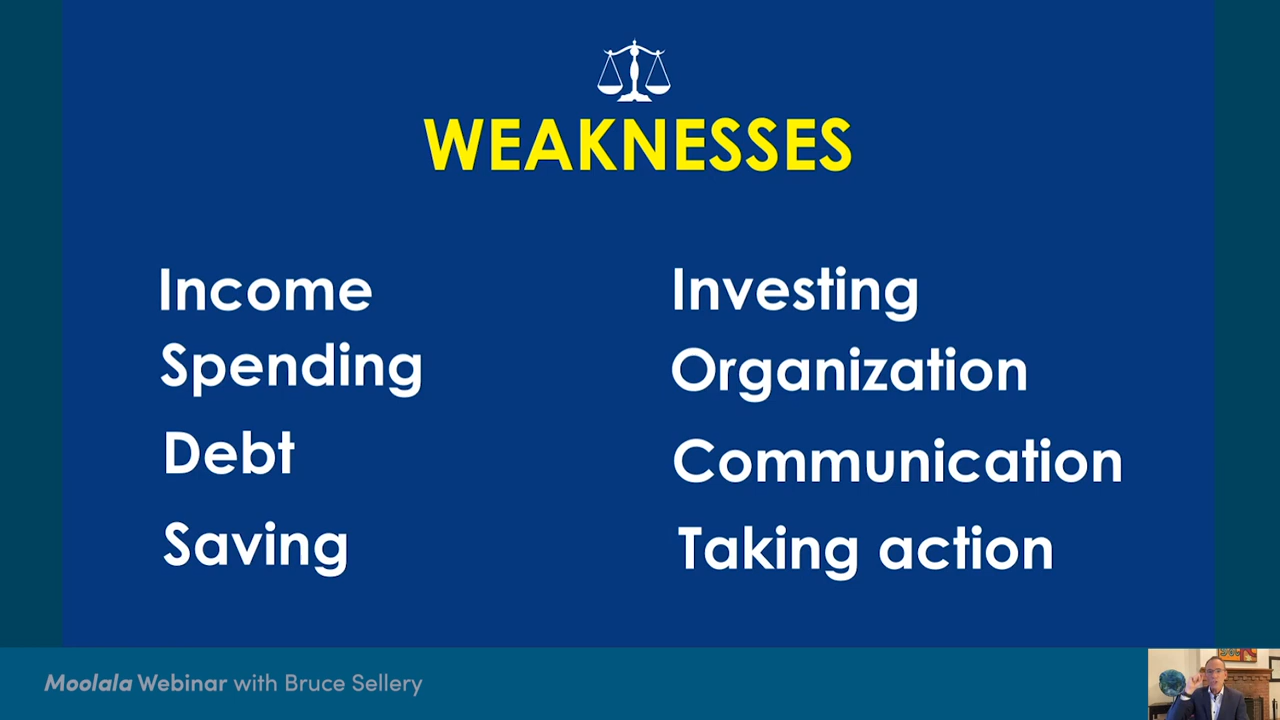 WEAKNESSES
Income
Spending
Debt
Saving
Investing
Organization
Communication
Taking action
Moolala Webinar with Bruce Sellery